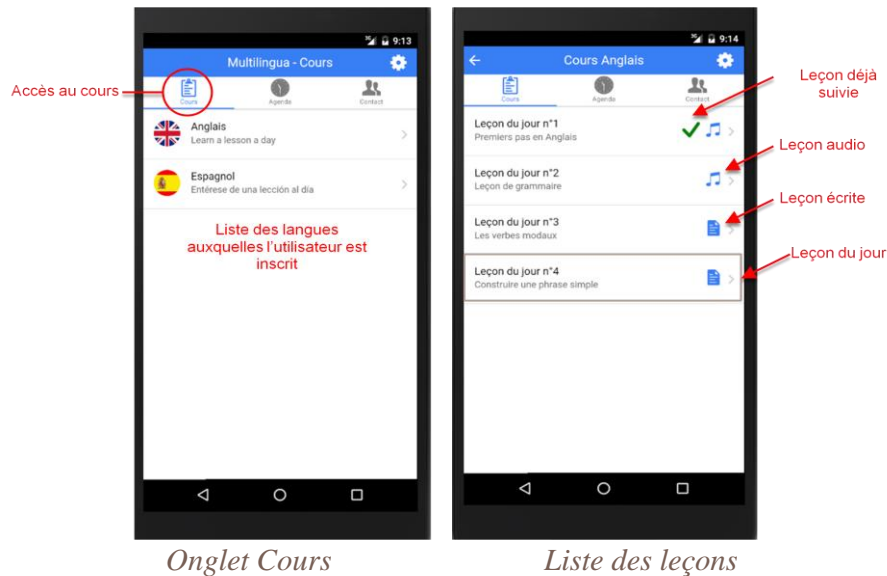 9:13
Multilingua - Cours
Accès au cours
Cours
Agenda
Contact
Anglais
Learn a lesson a day
Espagnol
Entérese de una lección al día
Liste des langues
auxquelles l'utilisateur est
inscrit
Onglet Cours
9:14
Cours Anglais
Cours
Agenda
Contact
Leçon déjà
suivie
Leçon du jour n°1
Premiers pas en Anglais
Leçon audio
Leçon du jour n°2
Leçon de grammaire
Leçon écrite
Leçon du jour n°3
Les verbes modaux
Leçon du jour
Leçon du jour n°4
Construire une phrase simple
Liste des leçons